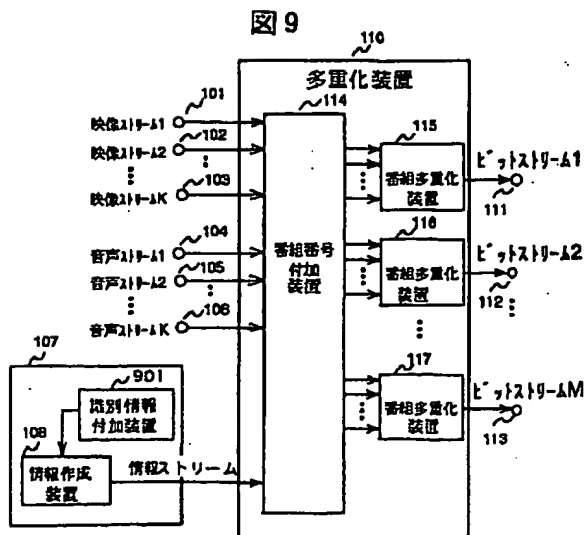 図9
110
多重化装置
101
映像ストリーム1
102
映像ストリーム2
103
映像ストリームK
104
音声ストリーム1
105
音声ストリーム2
106
音声ストリームK
114
番組番号
付加
装置
115
番組多重化
装置
ビットストリーム1
111
116
番組多重化
装置
ビットストリーム2
112
117
番組多重化
装置
ビットストリームM
113
107
901
識別情報
付加装置
108
情報作成
装置
情報ストリーム